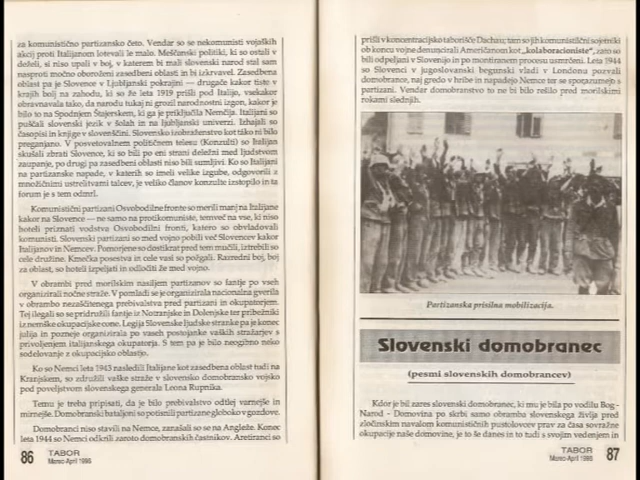 za komunistično partizansko četo. Vendar so se nekomunisti vojaških
akcij proti Italijanom lotevali le malo. Meščanski politiki, ki so ostali v
deželi, si niso upali v boj, v katerem bi mali slovenski narod stal sam
nasproti močno oboroženi zasedbeni oblasti in bi izkrvavel. Zasedbena
oblast pa je Slovence v Ljubljanski pokrajini — drugače kakor tiste v
krajih bolj na zahodu, ki so že leta 1919 prišli pod Italijo, vsekakor
obravnavala tako, da narodu tukaj ni grozil narodnostni izgon, kakor je
bilo to na Spodnjem Štajerskem, ki ga je priključila Nemčija. Italijani so
puščali slovenski jezik v šolah in na ljubljanski univerzi. Izhajali so
časopisi in knjige v slovenščini. Slovensko izobraženstvo kot táko ni bilo
preganjano. V posvetovalnem političnem telesu (Konzulti) so Italijan
skušali zbrati Slovence, ki so bili po eni strani deležni med ljudstvom
zaupanje, po drugi pa zasedbeni oblasti niso bili sumljivi. Ko so Italijani
na partizanske napade, v katerih so imeli velike izgube, odgovorili z
množičnimi ustrelitvami talcev, je veliko članov konzulte izstopilo in ta
forum je s tem odmrl.
Komunistični partizani Osvobodilne fronte so morili manj na Italijane
kakor na Slovence — ne samo na protikomuniste, temveč na vse, ki niso
hoteli priznati vodstva Osvobodilni fronti, katero so obvladovali
komunisti. Slovenski partizani so med vojno pobili več Slovencev kakor
Italijanov in Nemcev. Pomorjene so dostikrat pred tem mučili, iztrebili so
cele družine. Kmečka posestva in cele vasi so požgali. Razredni boj, boj
za oblast, so hoteli izpeljati in odločiti že med vojno.
V obrambi pred morilskim nasiljem partizanov so fantje po vseh
organizirali nočne straže. V pomladi se je organizirala nacionalna gverila
v obrambo nezaščitenega prebivalstva pred partizani in okupatorjem.
Tej ilegali so se pridružili fantje iz Notranjske in Dolenjske ter pribežniki
iz nemške okupacijske cone. Legija Slovenske ljudske stranke pa je konec
julija in pozneje organizirala po vaseh postojanke vaških stražarjev s
privoljenjem italijanskega okupatorja. S tem pa je bilo neogibno neko
sodelovanje z okupacijsko oblastjo.
Ko so Nemci leta 1943 nasledili Italijane kot zasedbena oblast tudi na
Kranjskem, so združili vaške straže v slovensko domobransko vojsko
pod poveljstvom slovenskega generala Leona Rupnika.
Temu je treba pripisati, da je bilo prebivalstvo odtlej varnejše in
mirnejše. Domobranski bataljoni so potisnili partizane globoko v gozdove.
Domobranci niso stavili na Nemce, zanašali so se na Angleže. Konec
leta 1944 so Nemci odkrili zaroto domobranskih častnikov. Aretiranci so
86 TABOR
Marec-April 1995
prišli v koncentracijsko taborišče Dachau; tam so jih komunistični sojetniki
ob koncu vojne denuncirali Američanom kot „kolaboracioniste“, zato so
bili odpeljani v Slovenijo in po montiranem procesu usmrčeni. Leta 1944
so Slovenci v jugoslovanski begunski vladi v Londonu pozvali
domobrance, naj gredo v hribe in napadejo Nemce ter se sporazumejo s
partizani. Vendar domobranstvo to ne bi bilo rešilo pred morilskimi
rokami slednjih.
Partizanska prisilna mobilizacija.
Slovenski domobranec
(pesmi slovenskih domobrancev)
Kdor je bil zares slovenski domobranec, ki mu je bila po vodilu Bog -
Narod - Domovina po skrbi samo obramba slovenskega življa pred
zločinskim navalom komunističnih pustolovcev prav za časa sovražne
okupacije naše domovine, je to še danes in to tudi s svojim vedenjem in
TABOR 87
Marec-April 1995